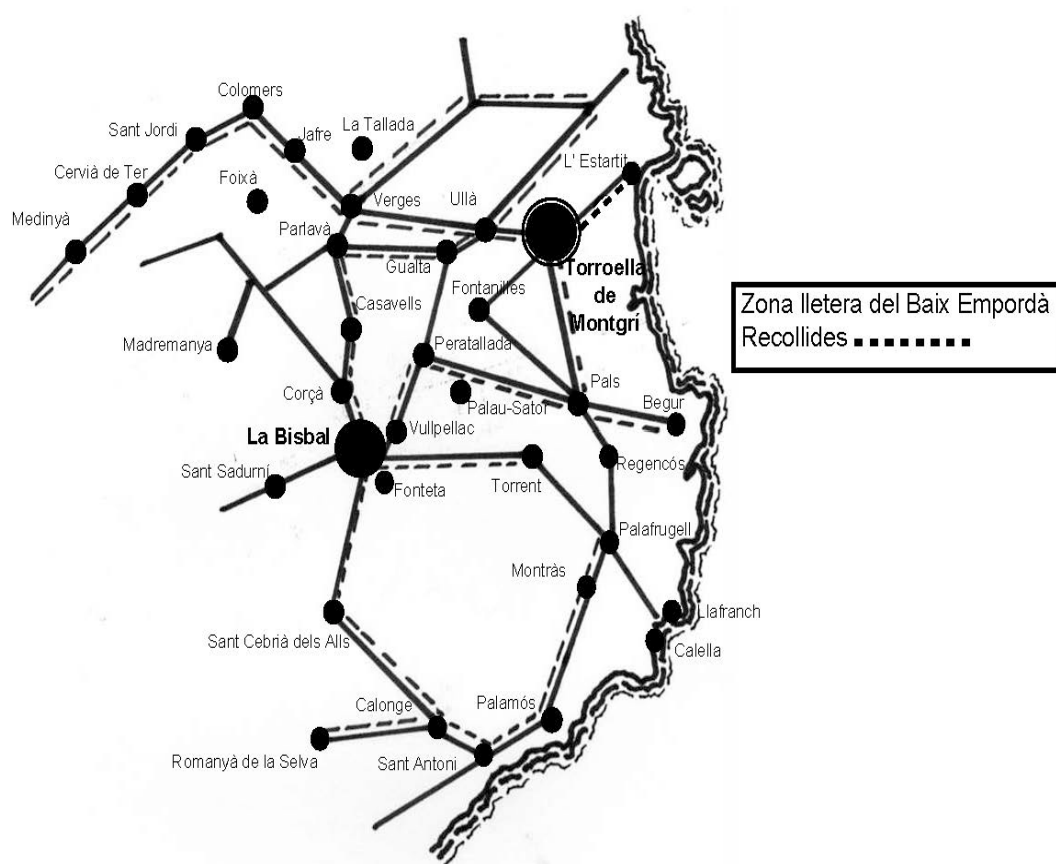 Colomers
Sant Jordi
Jafre
La Tallada
L' Estartit
Cervià de Ter
Foixà
Verges
Ullà
Medinyà
Parlavà
Gualta
Torroella
de
Montgrí
Fontanilles
Casavells
Madremanya
Peratallada
Corçà
Pals
Palau-Sator
Begur
La Bisbal
Vullpellac
Sant Sadurní
Fonteta
Torrent
Regencós
Palafrugell
Montràs
Llafranch
Sant Cebrià dels Alls
Calella
Calonge
Palamós
Romanyà de la Selva
Sant Antoni
Zona lletera del Baix Empordà
Recollides